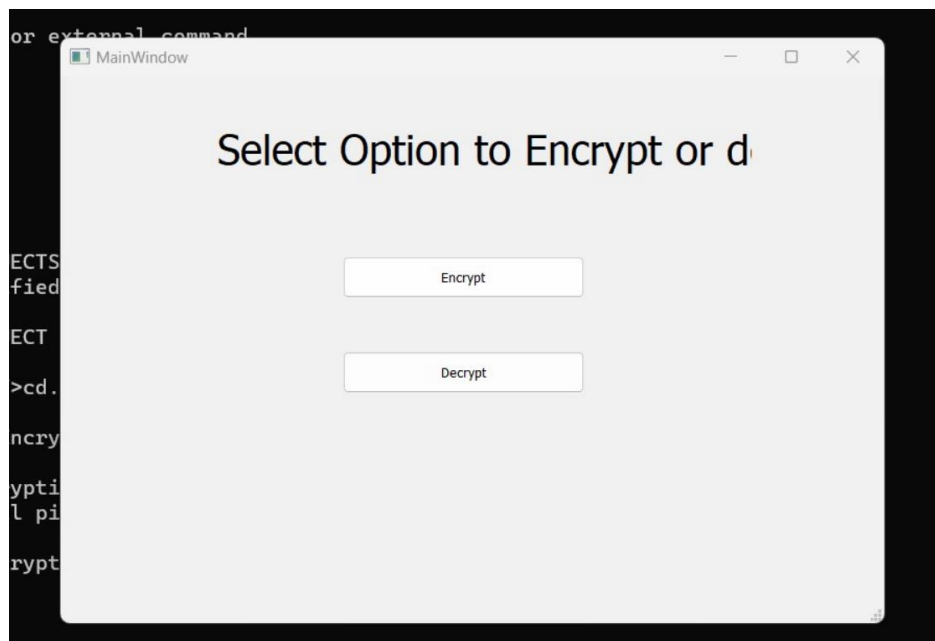 or external command
MainWindow
Select Option to Encrypt or d
Encrypt
ECTS
fied
Decrypt
ECT
>cd.
ncry
ypti
l pi
rypt